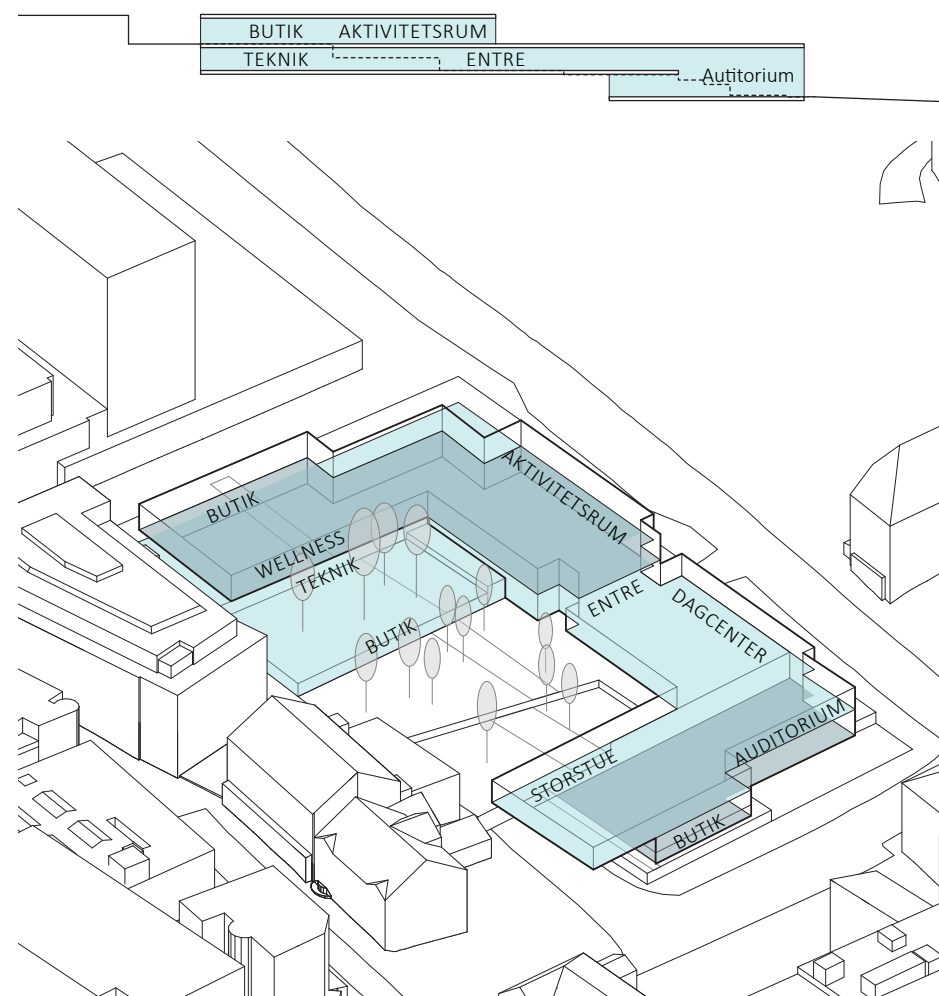 BUTIK AKTIVITETSRUM
TEKNIK ENTRE
Autitorium
AKTIVITETSRUM
BUTIK
WELLNESS
TEKNIK
ENTRE
DAGCENTER
BUTIK
AUDITORIUM
STORSTUE
BUTIK